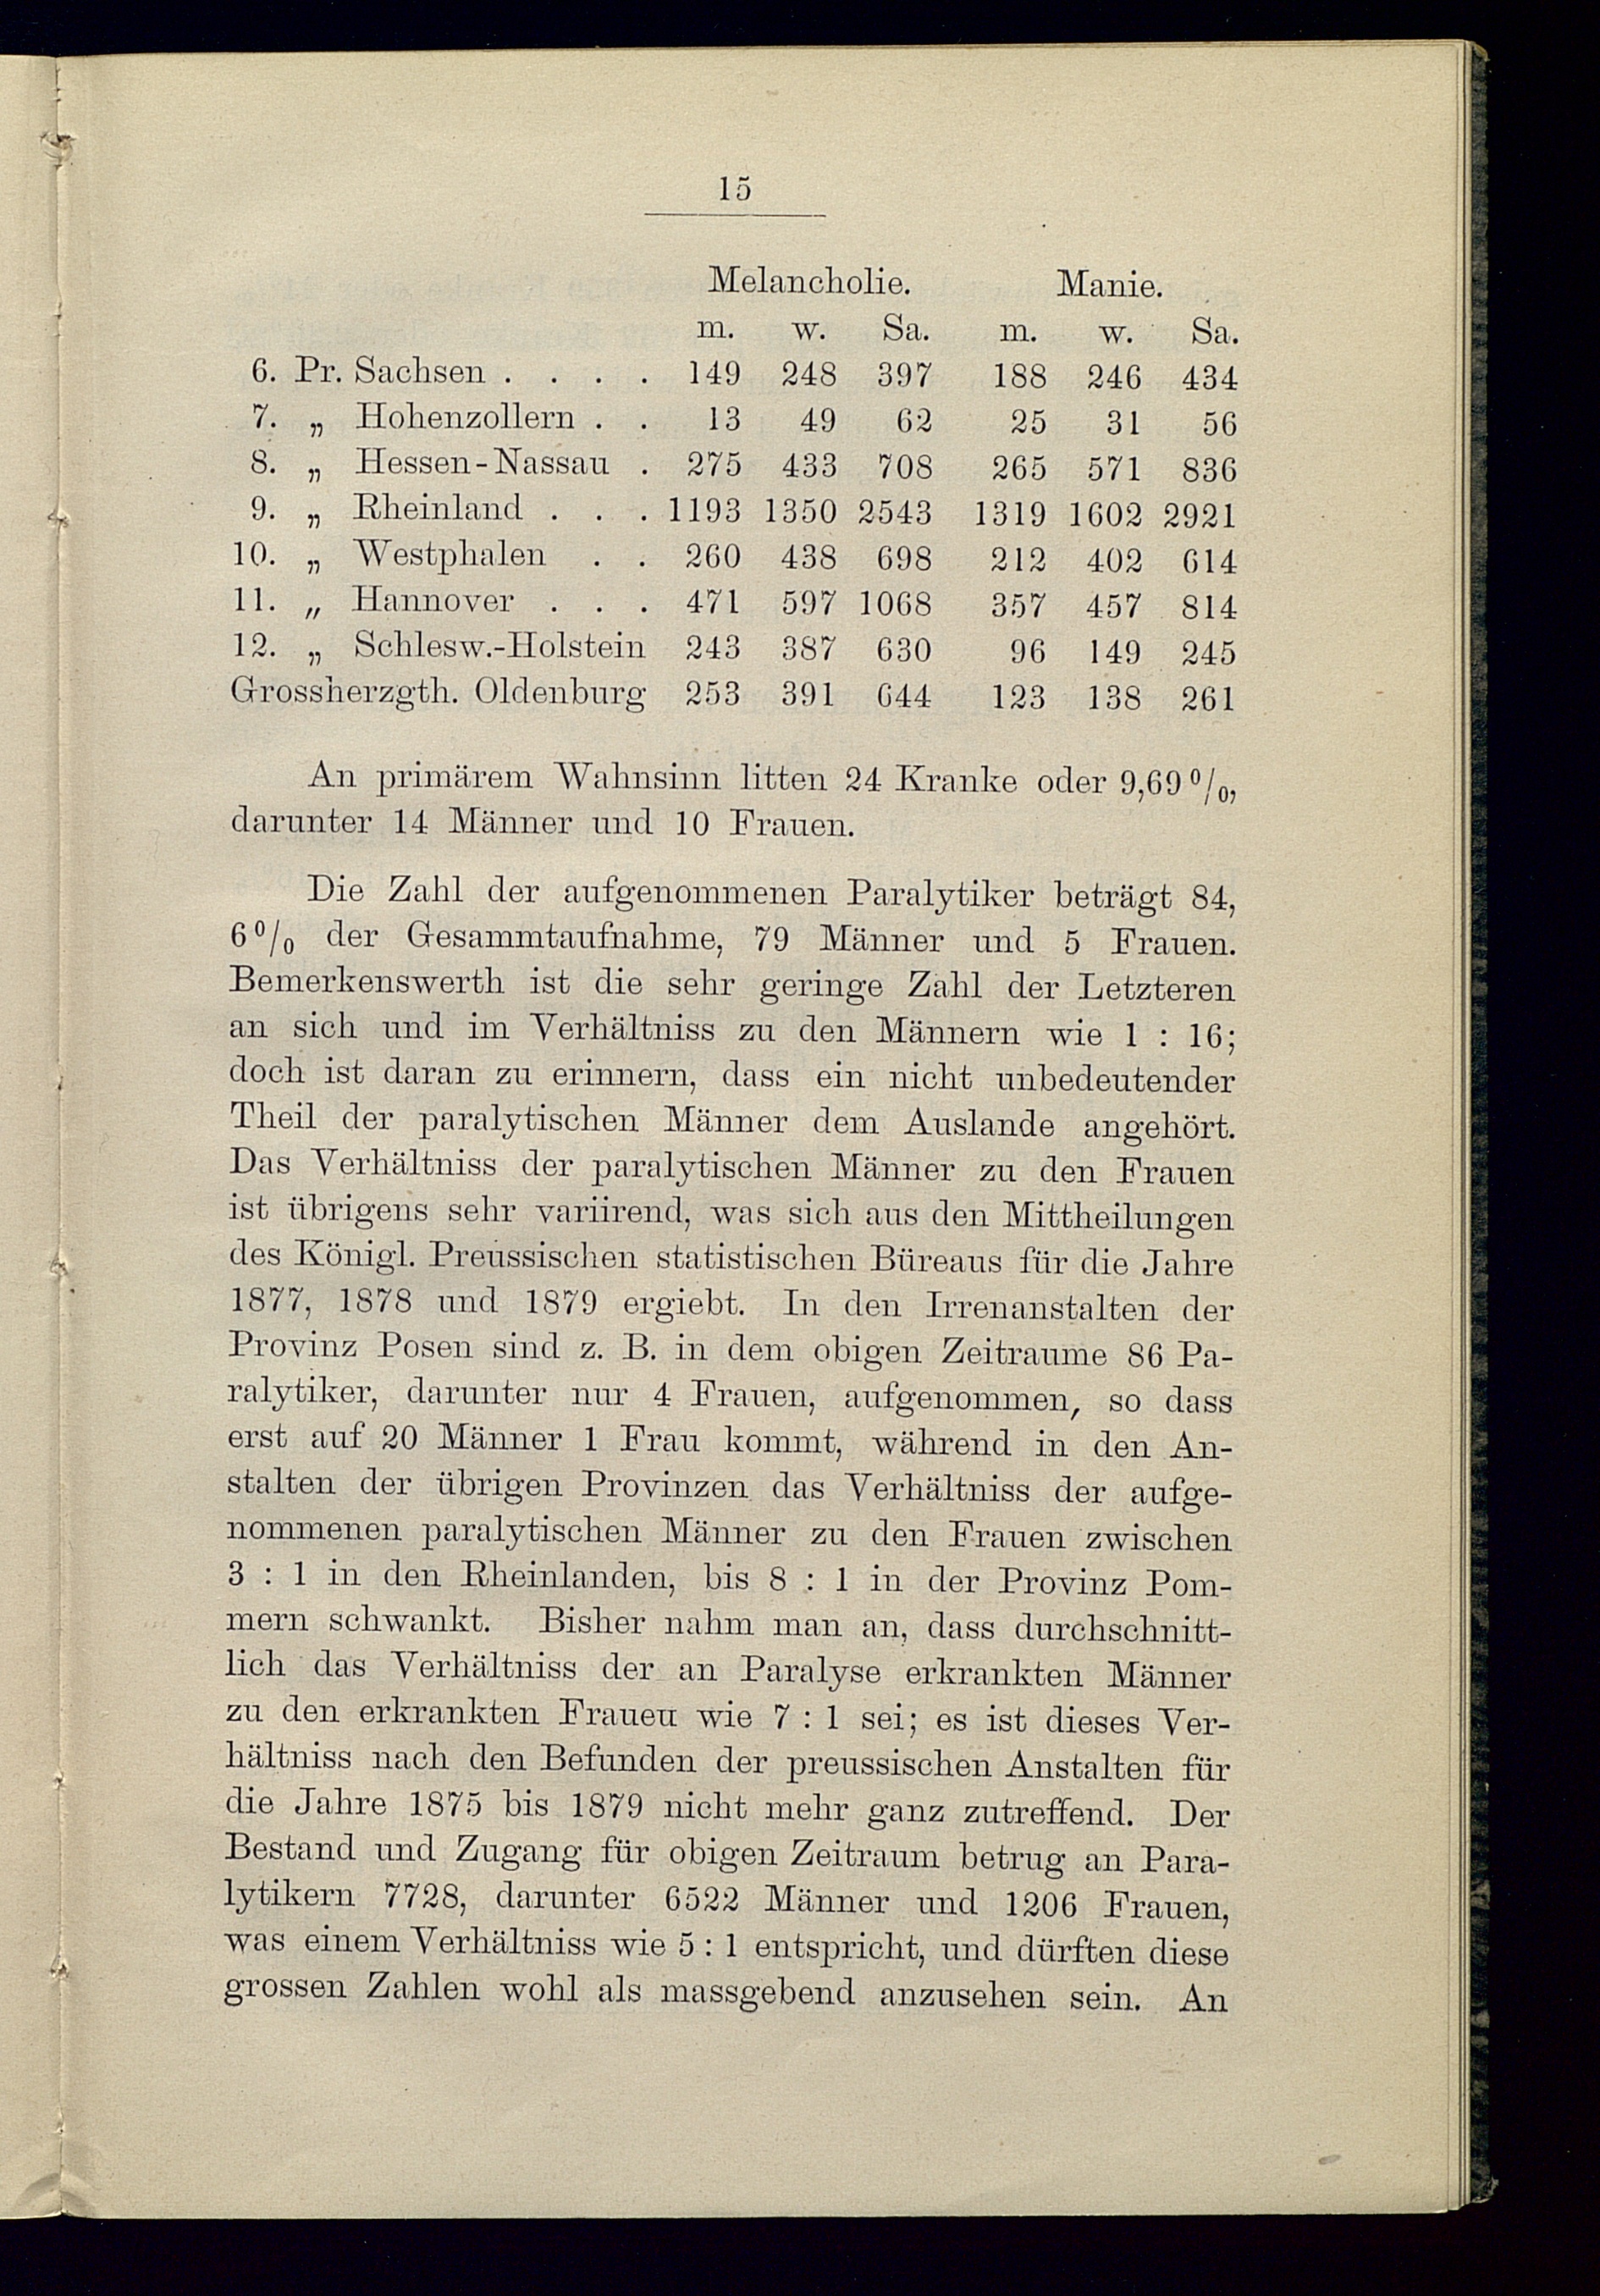 15
Melancholie. Manie.
m. w. Sa. m. w. Sa.
6. Pr. Sachsen . . . . 149 248 397 188 246 434
7. „ Hohenzollern . . 13 49 62 25 31 56
8. „ Hessen-Nassau . 275 433 708 265 571 836
9. „ Rheinland . . . 1193 1350 2543 1319 1602 2921
10. „ Westphalen . . 260 438 698 212 402 614
11. „ Hannover . . . 471 597 1068 357 457 814
12. „ Schlesw.-Holstein 243 387 630 96 149 245
Grossherzgth. Oldenburg 253 391 644 123 138 261
An primärem Wahnsinn litten 24 Kranke oder 9,69 %,
darunter 14 Männer und 10 Frauen.
Die Zahl der aufgenommenen Paralytiker beträgt 84,
6 % der Gesammtaufnahme, 79 Männer und 5 Frauen.
Bemerkenswerth ist die sehr geringe Zahl der Letzteren
an sich und im Verhältniss zu den Männern wie 1 : 16;
doch ist daran zu erinnern, dass ein nicht unbedeutender
Theil der paralytischen Männer dem Auslande angehört.
Das Verhältniss der paralytischen Männer zu den Frauen
ist übrigens sehr variirend, was sich aus den Mittheilungen
des Königl. Preussischen statistischen Büreaus für die Jahre
1877, 1878 und 1879 ergiebt. In den Irrenanstalten der
Provinz Posen sind z. B. in dem obigen Zeitraume 86 Pa-
ralytiker, darunter nur 4 Frauen, aufgenommen, so dass
erst auf 20 Männer 1 Frau kommt, während in den An-
stalten der übrigen Provinzen das Verhältniss der aufge-
nommenen paralytischen Männer zu den Frauen zwischen
3 : 1 in den Rheinlanden, bis 8 : 1 in der Provinz Pom-
mern schwankt. Bisher nahm man an, dass durchschnitt-
lich das Verhältniss der an Paralyse erkrankten Männer
zu den erkrankten Fraueu wie 7 : 1 sei; es ist dieses Ver-
hältniss nach den Befunden der preussischen Anstalten für
die Jahre 1875 bis 1879 nicht mehr ganz zutreffend. Der
Bestand und Zugang für obigen Zeitraum betrug an Para-
lytikern 7728, darunter 6522 Männer und 1206 Frauen,
was einem Verhältniss wie 5 : 1 entspricht, und dürften diese
grossen Zahlen wohl als massgebend anzusehen sein. An